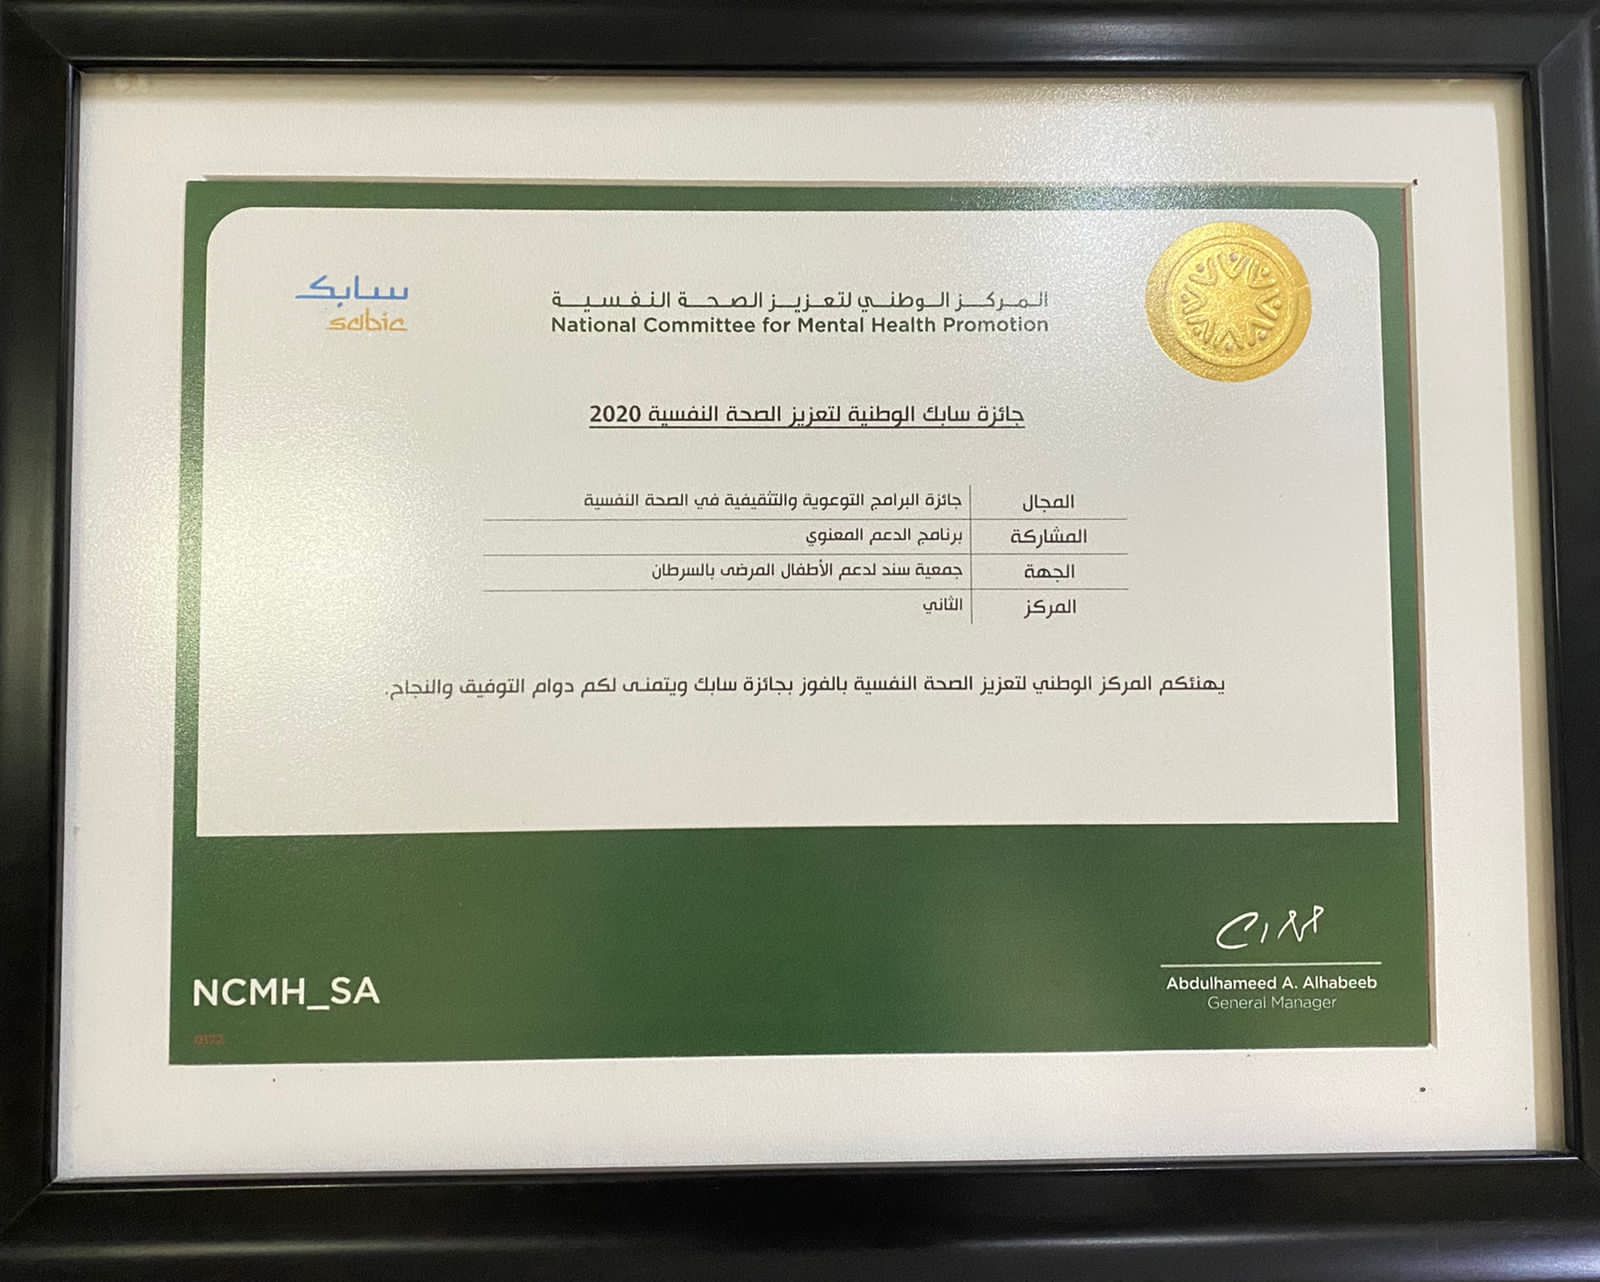 سابك
sabic
المركز الوطني لتعزيز الصحة النفسية
National Committee for Mental Health Promotion
جائزة سابك الوطنية لتعزيز الصحة النفسية 2020
المجال جائزة البرامج التوعوية والتثقيفية في الصحة النفسية
المشاركة برنامج الدعم المعنوي
الجهة جمعية سند لدعم الأطفال المرضى بالسرطان
المركز الثاني
يهنئكم المركز الوطني لتعزيز الصحة النفسية بالفوز بجائزة سابك ويتمنى لكم دوام التوفيق والنجاح.
Abdulhameed A. Alhabeeb
General Manager
NCMH_SA